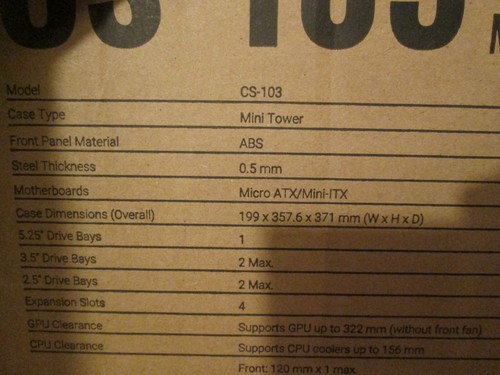 CS-103 M
Model CS-103
Case Type Mini Tower
Front Panel Material ABS
Steel Thickness 0.5 mm
Motherboards Micro ATX/Mini-ITX
Case Dimensions (Overall) 199 x 357.6 x 371 mm (W x H x D)
5.25" Drive Bays 1
3.5" Drive Bays 2 Max.
2.5" Drive Bays 2 Max.
Expansion Slots 4
GPU Clearance Supports GPU up to 322 mm (without front fan)
CPU Clearance Supports CPU coolers up to 156 mm
Front: 120 mm x 1 max.